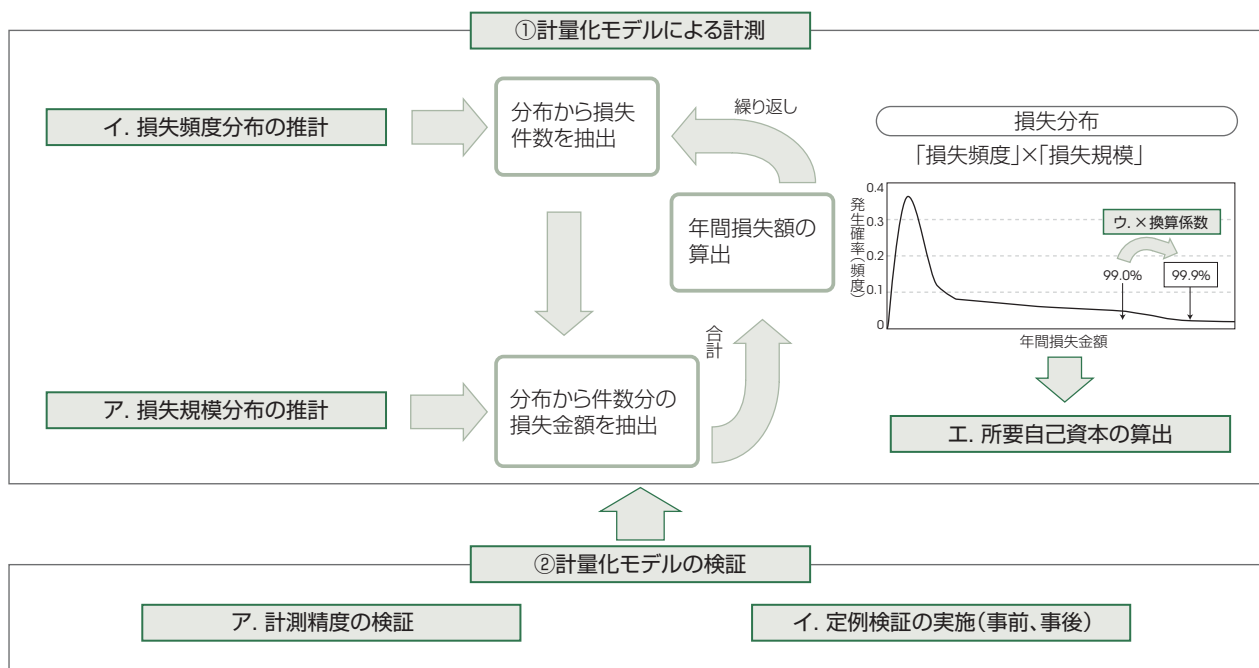 ①計量化モデルによる計測
イ. 損失頻度分布の推計
分布から損失
件数を抽出
繰り返し
年間損失額の
算出
ア. 損失規模分布の推計
分布から件数分の
損失金額を抽出
合計
損失分布
「損失頻度」×「損失規模」
発生確率(頻度)
0.4
0.3
0.2
0.1
0
ウ. ×換算係数
99.0%
99.9%
年間損失金額
エ. 所要自己資本の算出
②計量化モデルの検証
ア. 計測精度の検証
イ. 定例検証の実施(事前、事後)